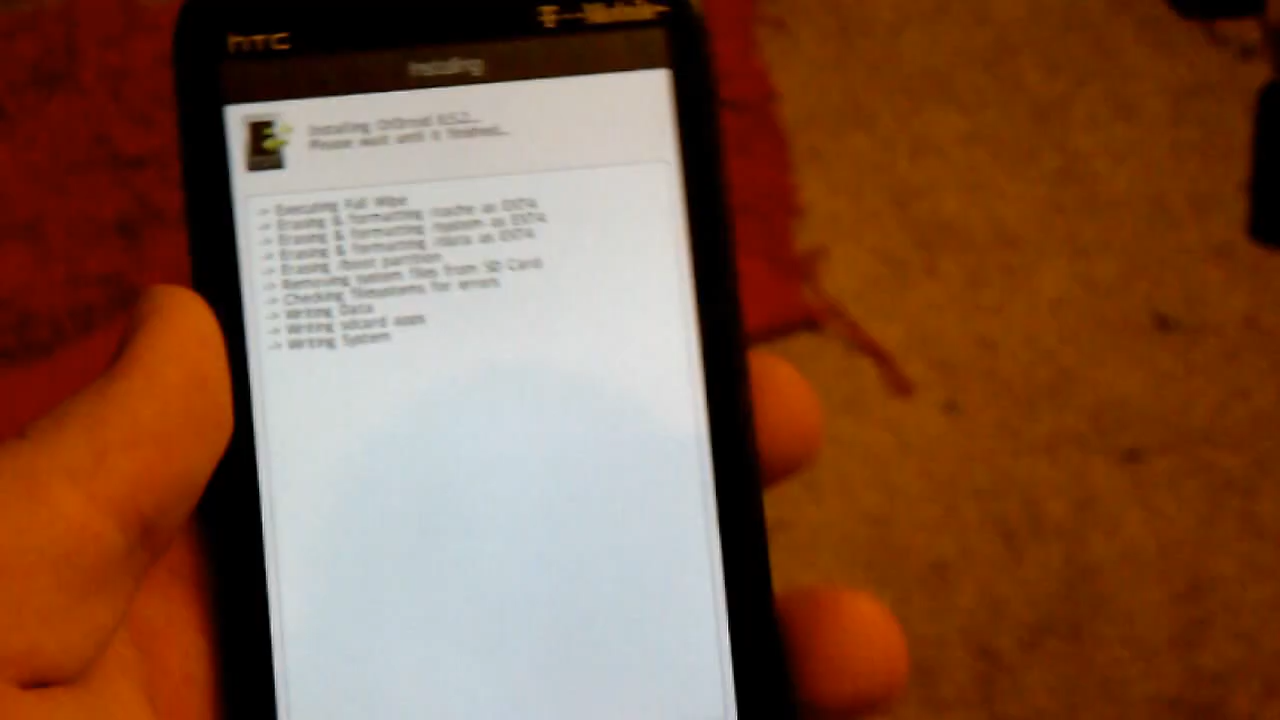 hTC
T··Mobile·
Installing
Installing
Please wait until it finished...
-> Executing Full Wipe
-> Erasing & formatting /cache as EXT4
-> Erasing & formatting /system as EXT4
-> Erasing & formatting /data as EXT4
-> Erasing /boot partition
-> Removing system files from SD Card
-> Checking filesystems for errors
-> Writing Data
-> Writing sdcard apps
-> Writing System